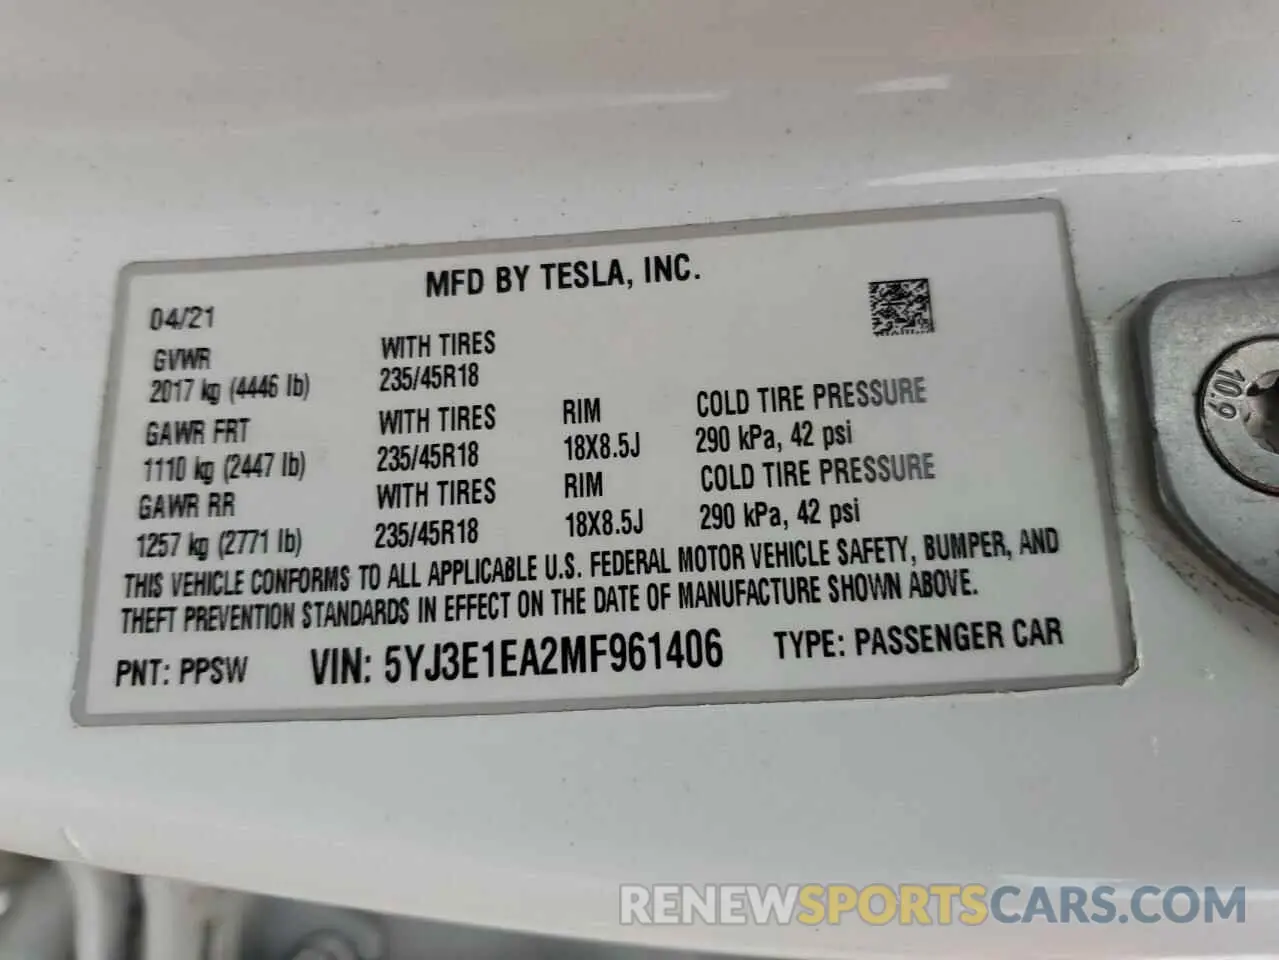 MFD BY TESLA, INC.
04/21
GVWR WITH TIRES
2017 kg (4446 lb) 235/45R18
GAWR FRT WITH TIRES RIM COLD TIRE PRESSURE
1110 kg (2447 lb) 235/45R18 18X8.5J 290 kPa, 42 psi
GAWR RR WITH TIRES RIM COLD TIRE PRESSURE
1257 kg (2771 lb) 235/45R18 18X8.5J 290 kPa, 42 psi
THIS VEHICLE CONFORMS TO ALL APPLICABLE U.S. FEDERAL MOTOR VEHICLE SAFETY, BUMPER, AND
THEFT PREVENTION STANDARDS IN EFFECT ON THE DATE OF MANUFACTURE SHOWN ABOVE.
PNT: PPSW VIN: 5YJ3E1EA2MF961406 TYPE: PASSENGER CAR
10.9
RENEWSPORTSCARS.COM